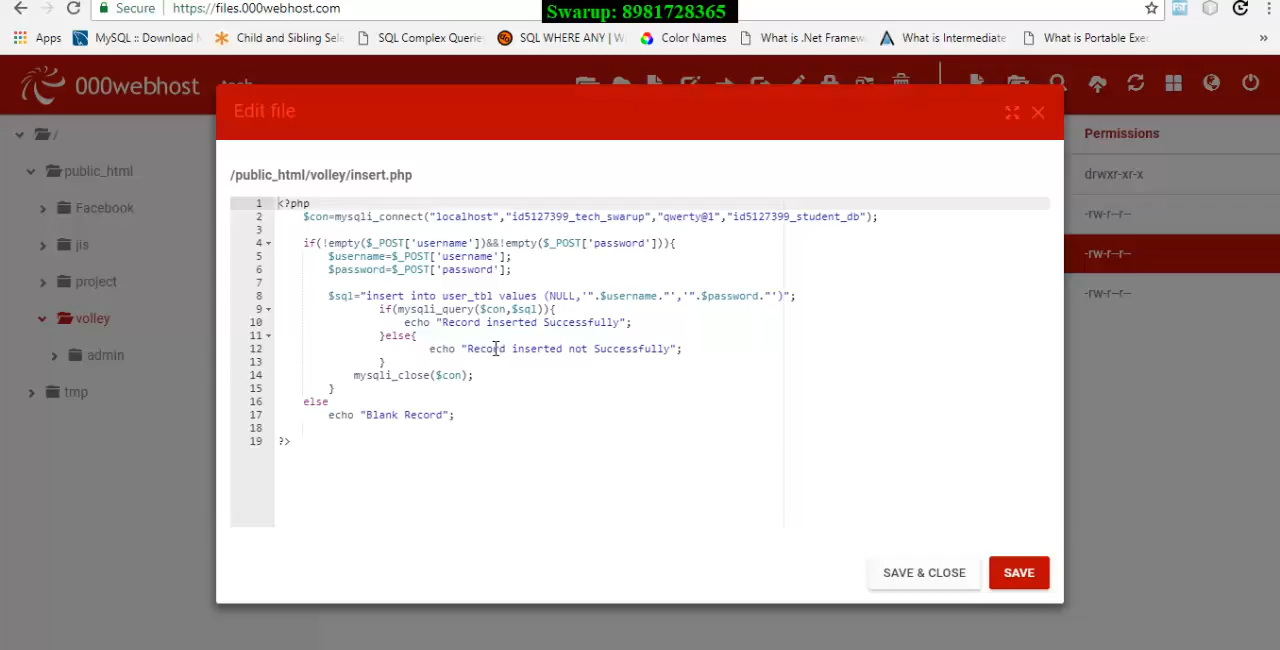 Secure https://files.000webhost.com
Swarup: 8981728365
Apps MySQL :: Download Child and Sibling Sele SQL Complex Querie SQL WHERE ANY | W Color Names What is .Net Framew What is Intermediate What is Portable Exec »
000webhost
Edit file
/ 
public_html
Facebook
jis
project
volley
admin
tmp
Permissions
drwxr-xr-x
-rw-r--r--
-rw-r--r--
-rw-r--r--
/public_html/volley/insert.php
1 <?php
2 $con=mysqli_connect("localhost","id5127399_tech_swarup","qwerty@1","id5127399_student_db");
3
4 if(!empty($_POST['username'])&&!empty($_POST['password'])){
5 $username=$_POST['username'];
6 $password=$_POST['password'];
7
8 $sql="insert into user_tbl values (NULL,'".$username."','".$password."')";
9 if(mysqli_query($con,$sql)){
10 echo "Record inserted Successfully";
11 }else{
12 echo "Record inserted not Successfully";
13 }
14 mysqli_close($con);
15 }
16 else
17 echo "Blank Record";
18
19 ?>
SAVE & CLOSE SAVE